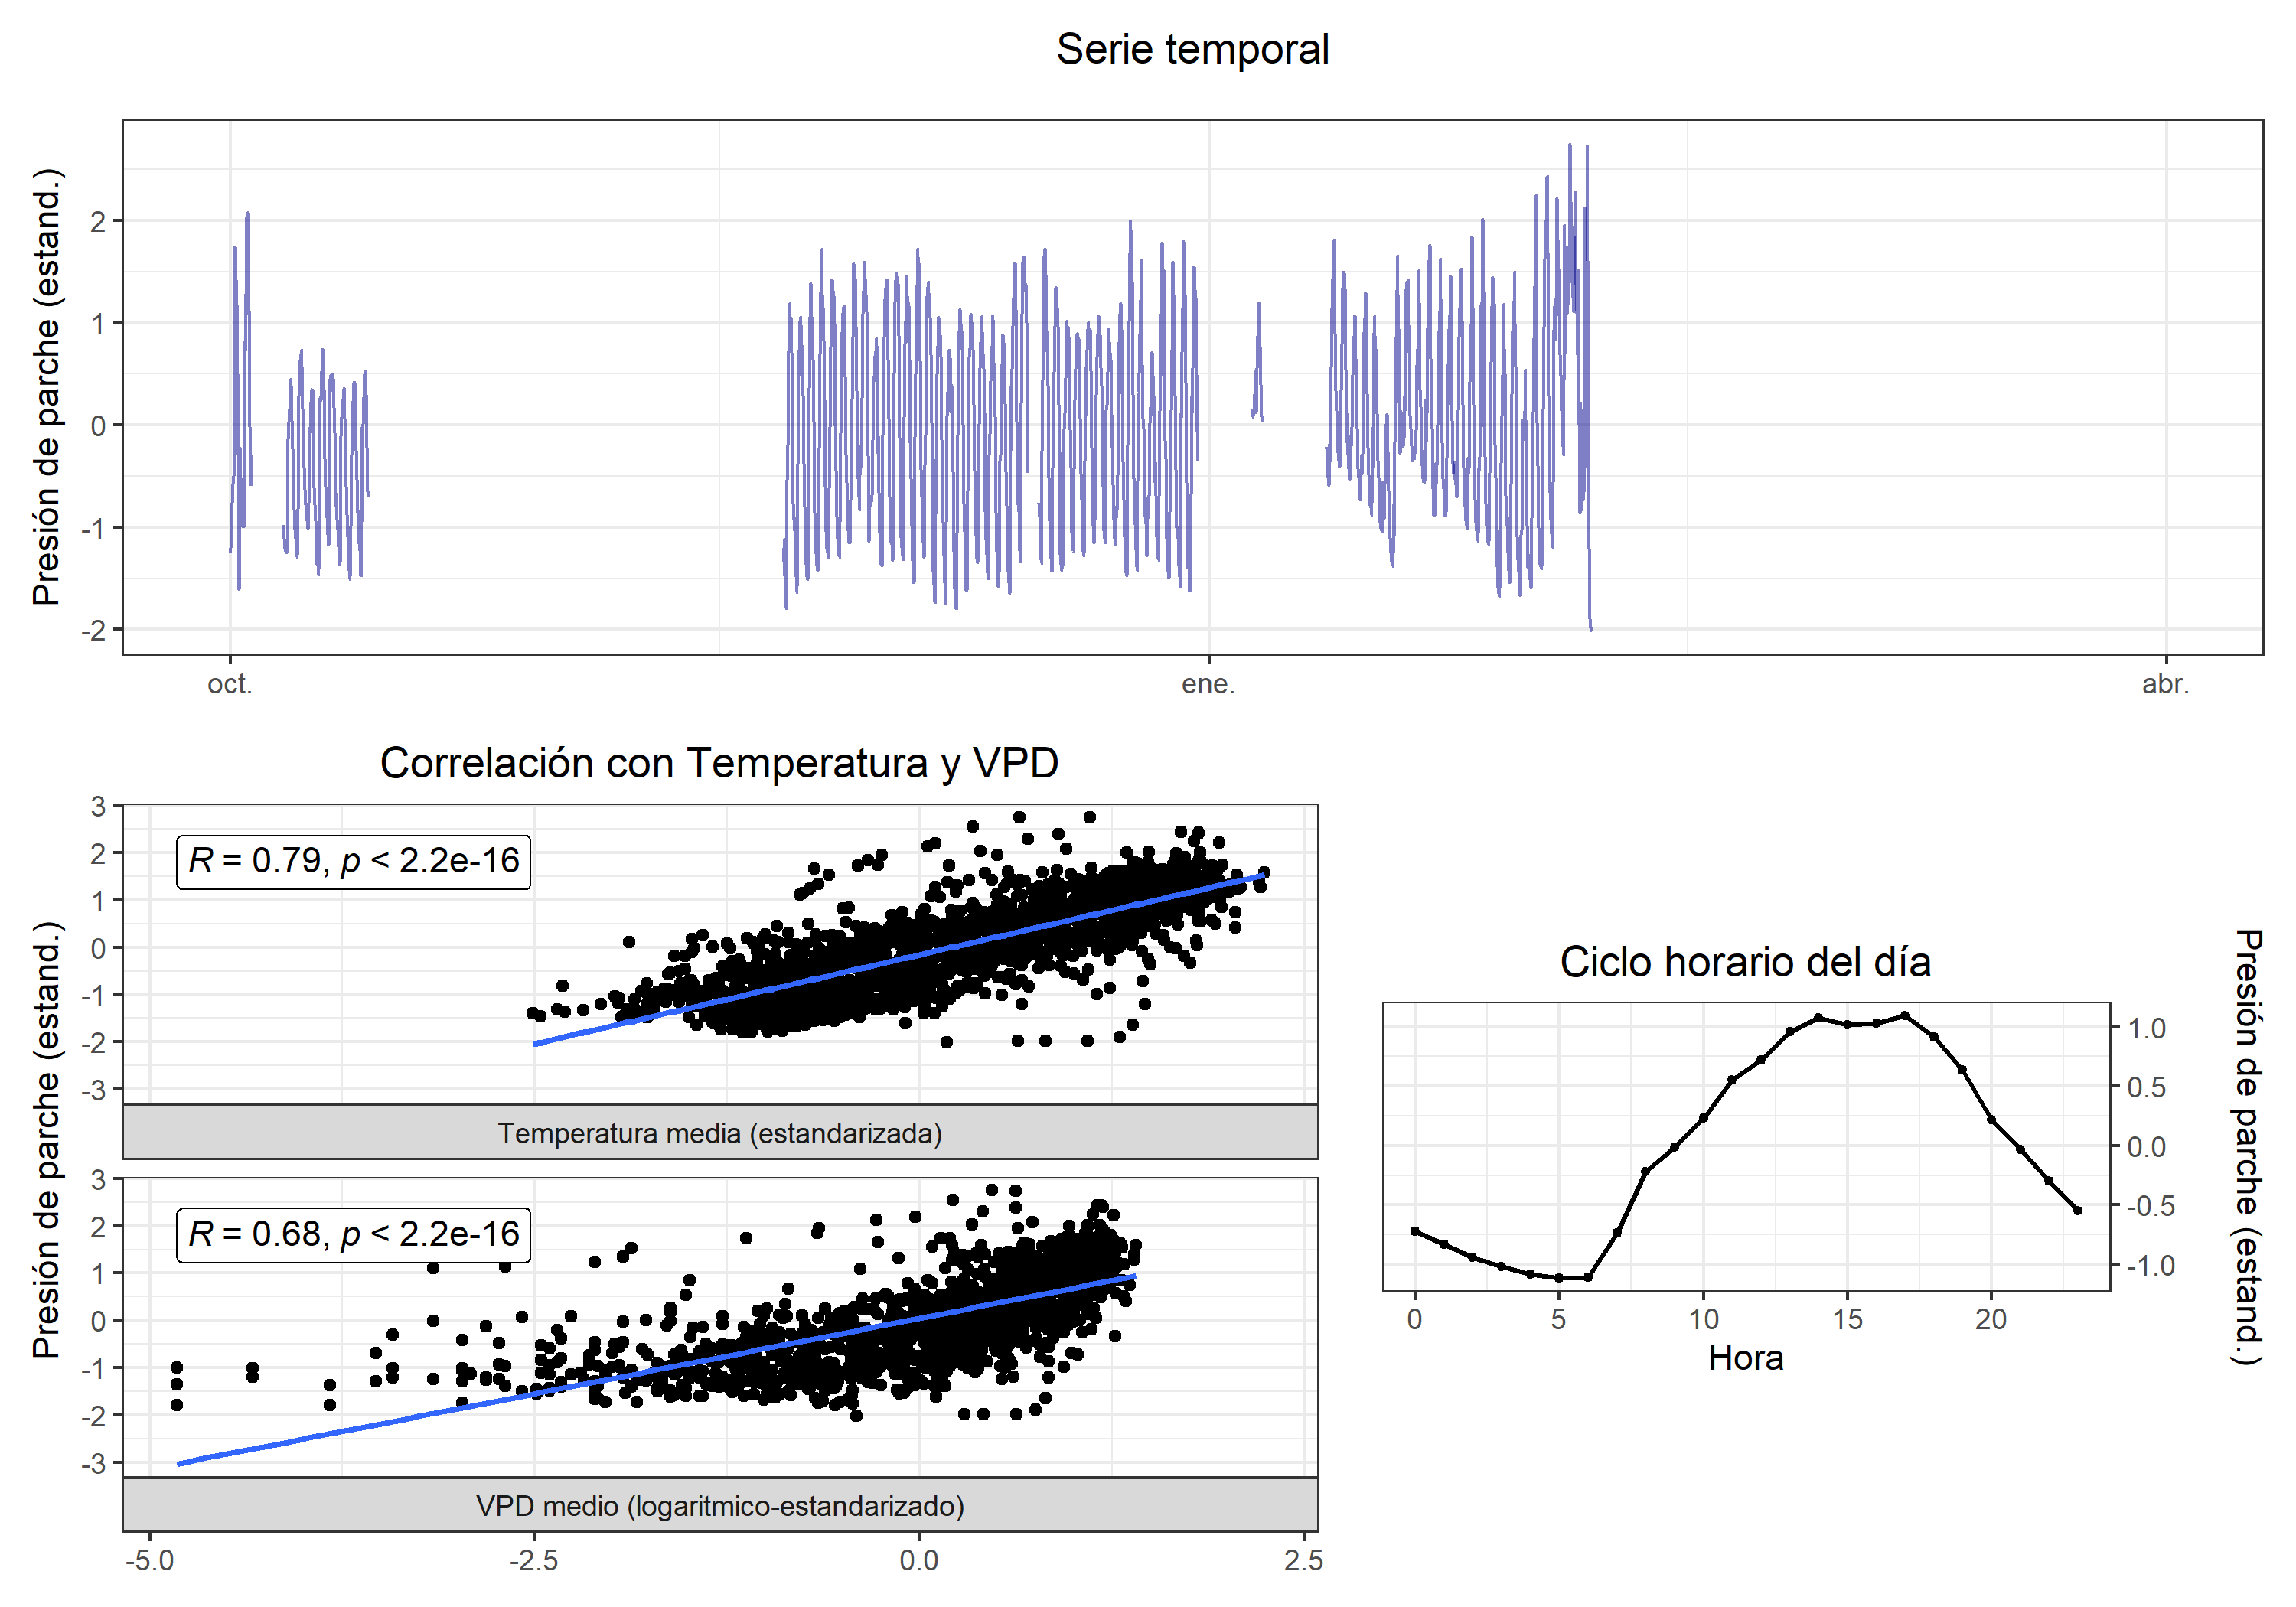 Serie temporal
Presión de parche (estand.)
2
1
0
-1
-2
oct.
ene.
abr.
Correlación con Temperatura y VPD
Presión de parche (estand.)
3
2
1
0
-1
-2
-3
R = 0.79, p < 2.2e-16
Temperatura media (estandarizada)
3
2
1
0
-1
-2
-3
R = 0.68, p < 2.2e-16
VPD medio (logaritmico-estandarizado)
-5.0
-2.5
0.0
2.5
Ciclo horario del día
1.0
0.5
0.0
-0.5
-1.0
Presión de parche (estand.)
0
5
10
15
20
Hora